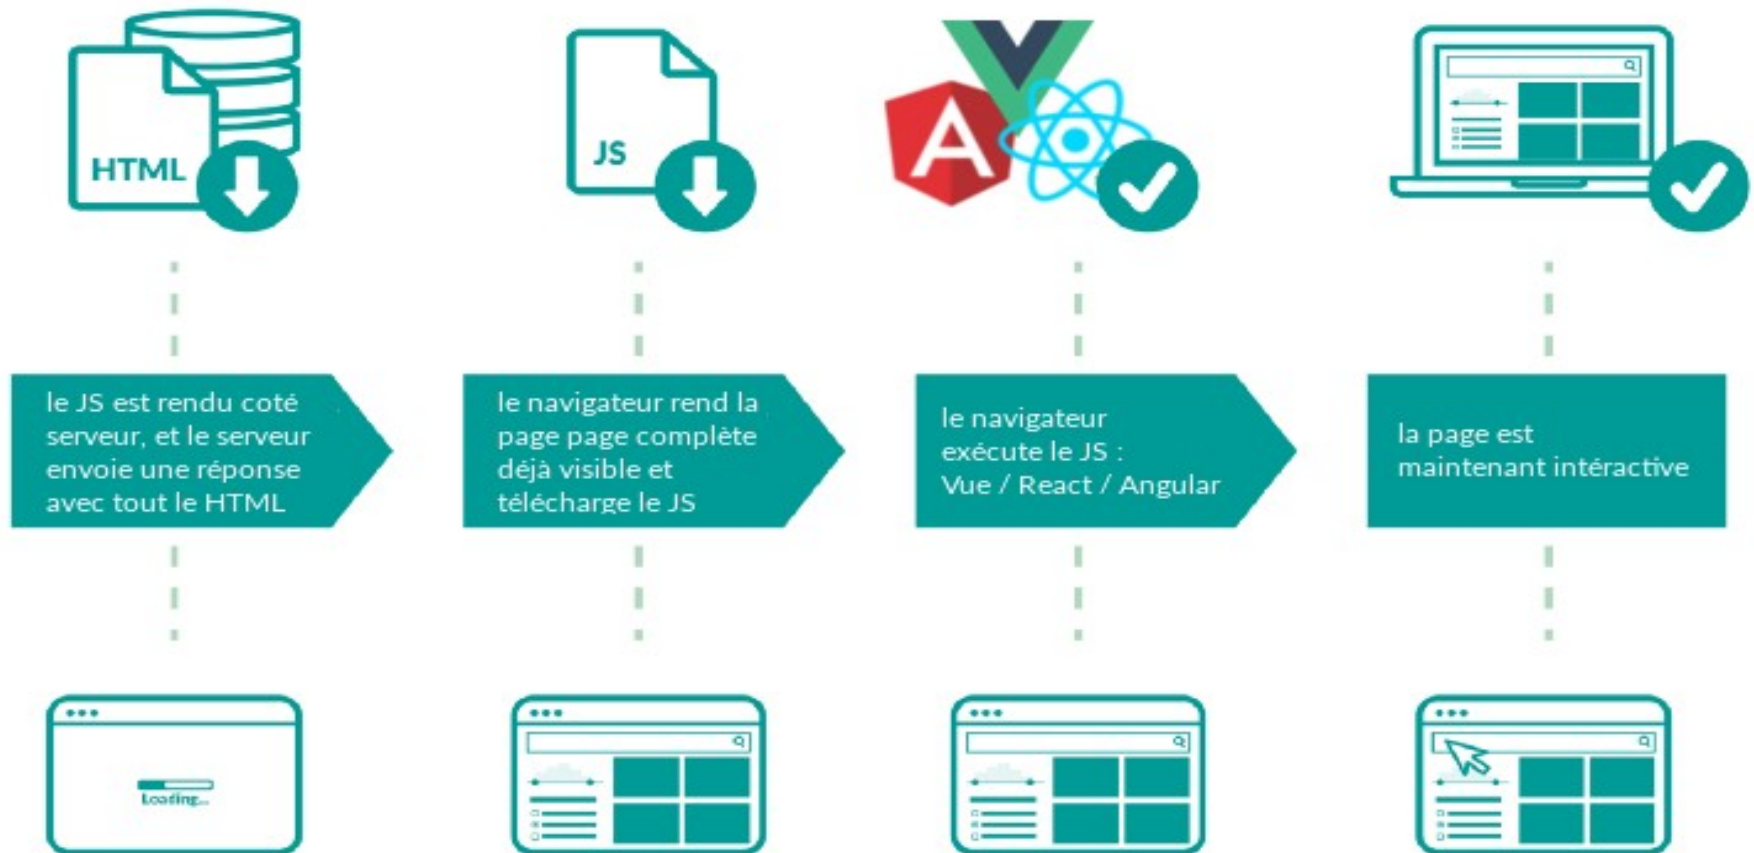 HTML
JS
A
le JS est rendu coté
serveur, et le serveur
envoie une réponse
avec tout le HTML
le navigateur rend la
page page complète
déjà visible et
télécharge le JS
le navigateur
exécute le JS :
Vue / React / Angular
la page est
maintenant intéractive
Loading...